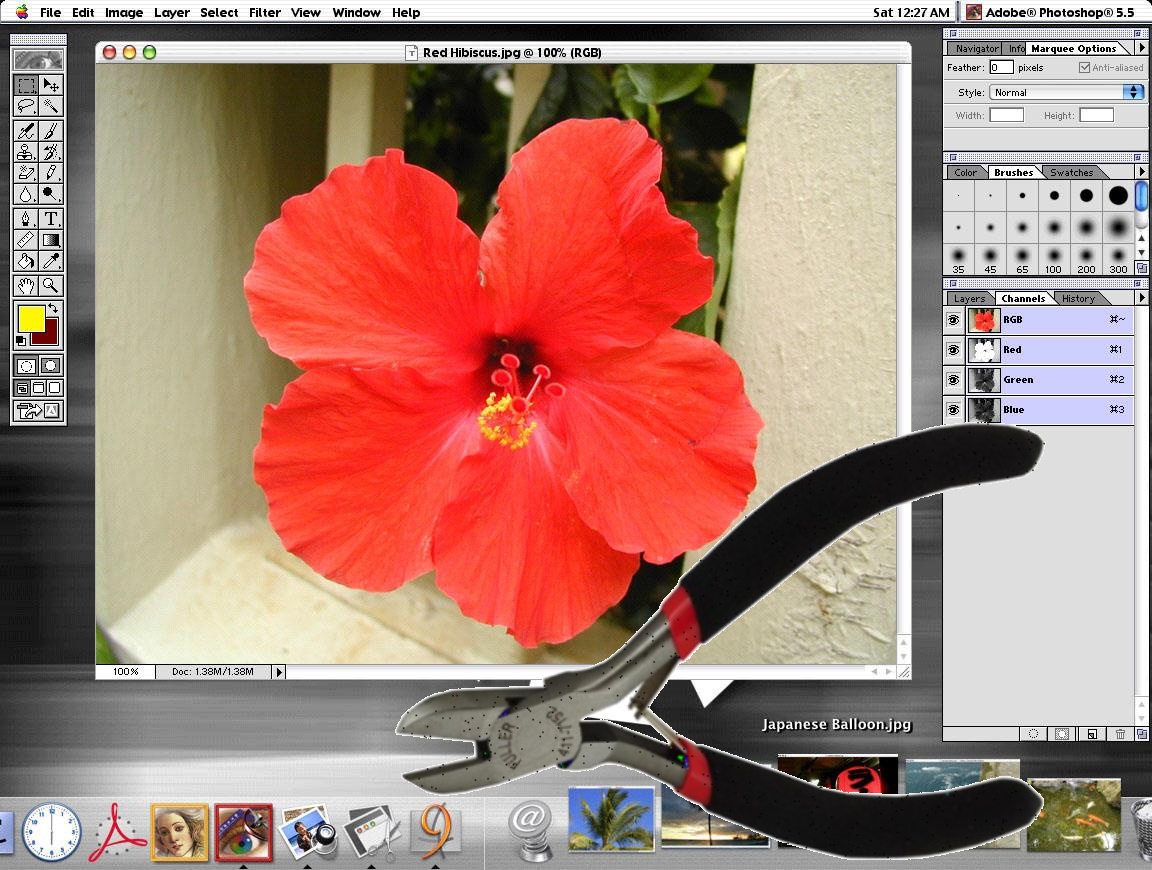 File Edit Image Layer Select Filter View Window Help
Sat 12:27 AM
Adobe® Photoshop® 5.5
Red Hibiscus.jpg @ 100% (RGB)
Navigator Info Marquee Options
Feather: 0 pixels Anti-aliased
Style: Normal
Width: Height:
Color Brushes Swatches
35 45 65 100 200 300
Layers Channels History
RGB ⌘~
Red ⌘1
Green ⌘2
Blue ⌘3
100% Doc: 1.38M/1.38M
Japanese Balloon.jpg
FULLER